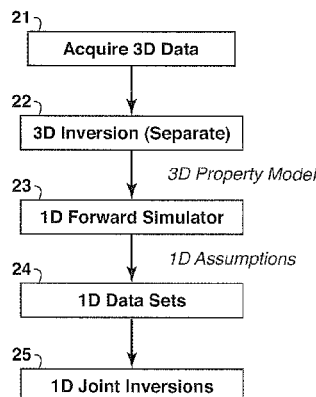 21
Acquire 3D Data
22
3D Inversion (Separate)
3D Property Model
23
1D Forward Simulator
1D Assumptions
24
1D Data Sets
25
1D Joint Inversions